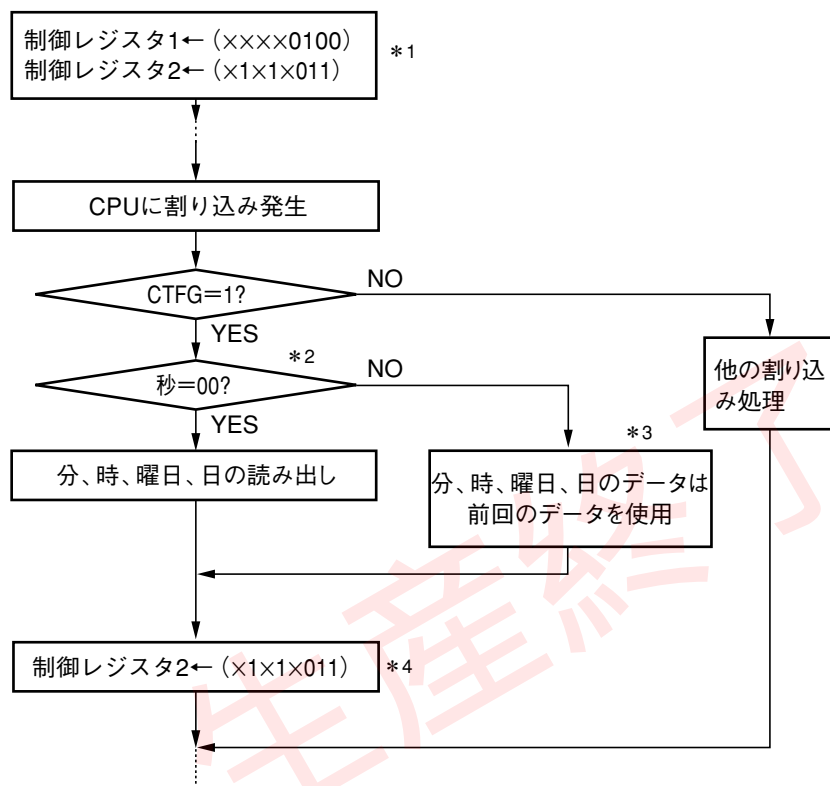 制御レジスタ1← (××××0100)
制御レジスタ2← (×1×1×011)
＊1
CPUに割り込み発生
CTFG＝1?
NO
YES
＊2
秒＝00?
NO
YES
他の割り込
み処理
＊3
分、時、曜日、日の読み出し
分、時、曜日、日のデータは
前回のデータを使用
制御レジスタ2← (×1×1×011)
＊4
生産終了